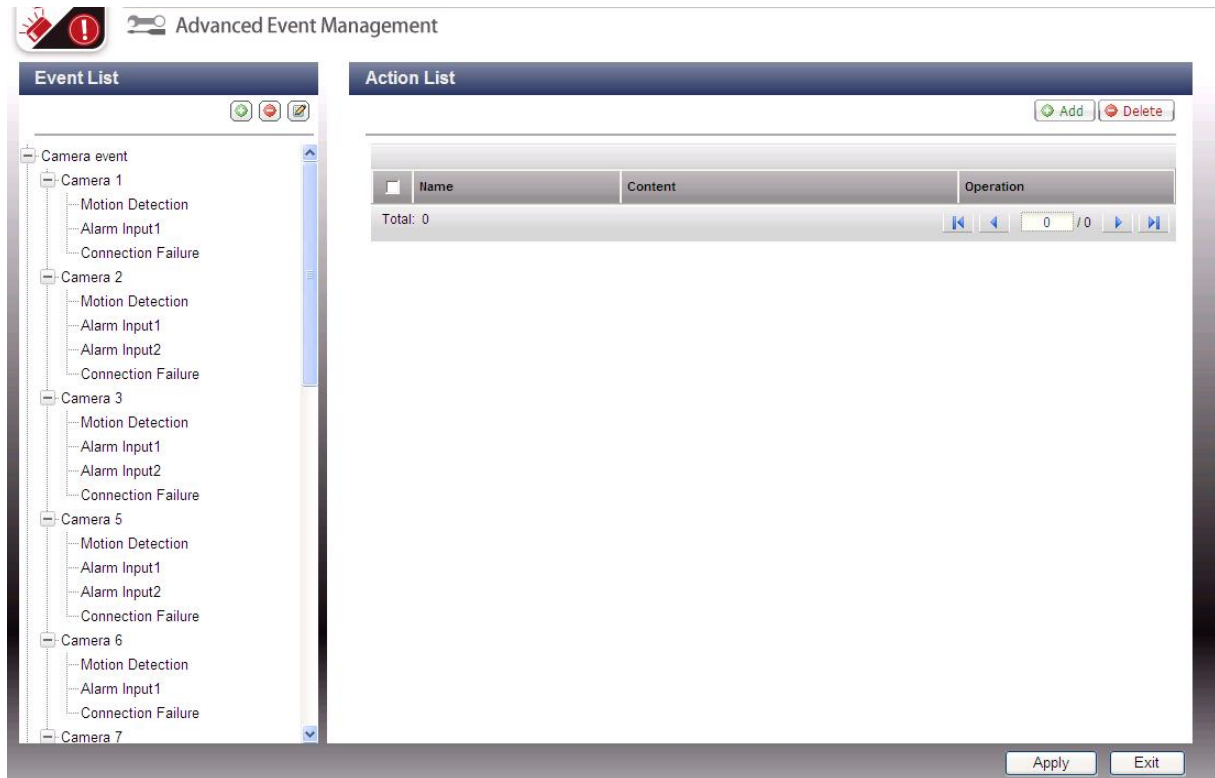 Advanced Event Management
Event List
Action List
Add Delete
Camera event
Camera 1
Motion Detection
Alarm Input1
Connection Failure
Camera 2
Motion Detection
Alarm Input1
Alarm Input2
Connection Failure
Camera 3
Motion Detection
Alarm Input1
Alarm Input2
Connection Failure
Camera 5
Motion Detection
Alarm Input1
Alarm Input2
Connection Failure
Camera 6
Motion Detection
Alarm Input1
Connection Failure
Camera 7
Name Content Operation
Total: 0 0 / 0
Apply Exit